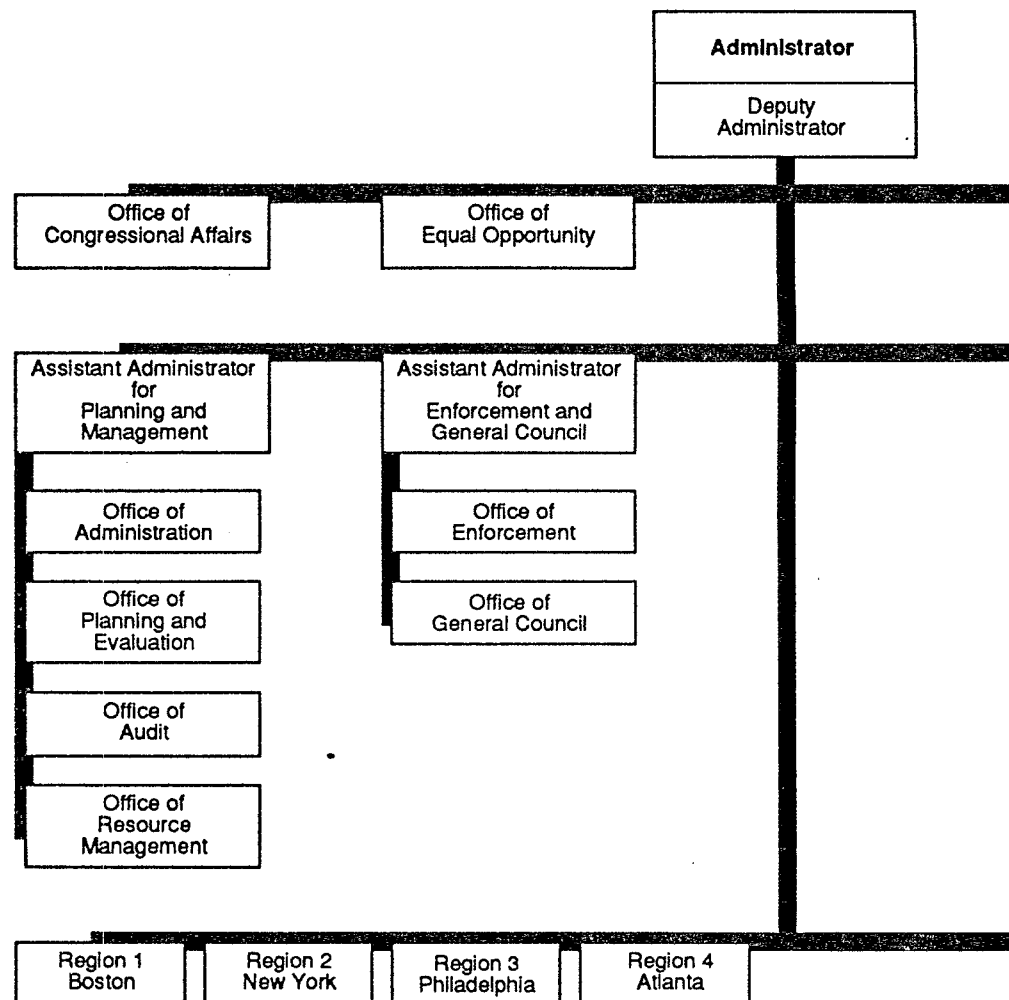 Administrator
Deputy
Administrator
Office of
Congressional Affairs
Office of
Equal Opportunity
Assistant Administrator
for
Planning and
Management
Assistant Administrator
for
Enforcement and
General Council
Office of
Administration
Office of
Enforcement
Office of
Planning and
Evaluation
Office of
General Council
Office of
Audit
Office of
Resource
Management
Region 1
Boston
Region 2
New York
Region 3
Philadelphia
Region 4
Atlanta